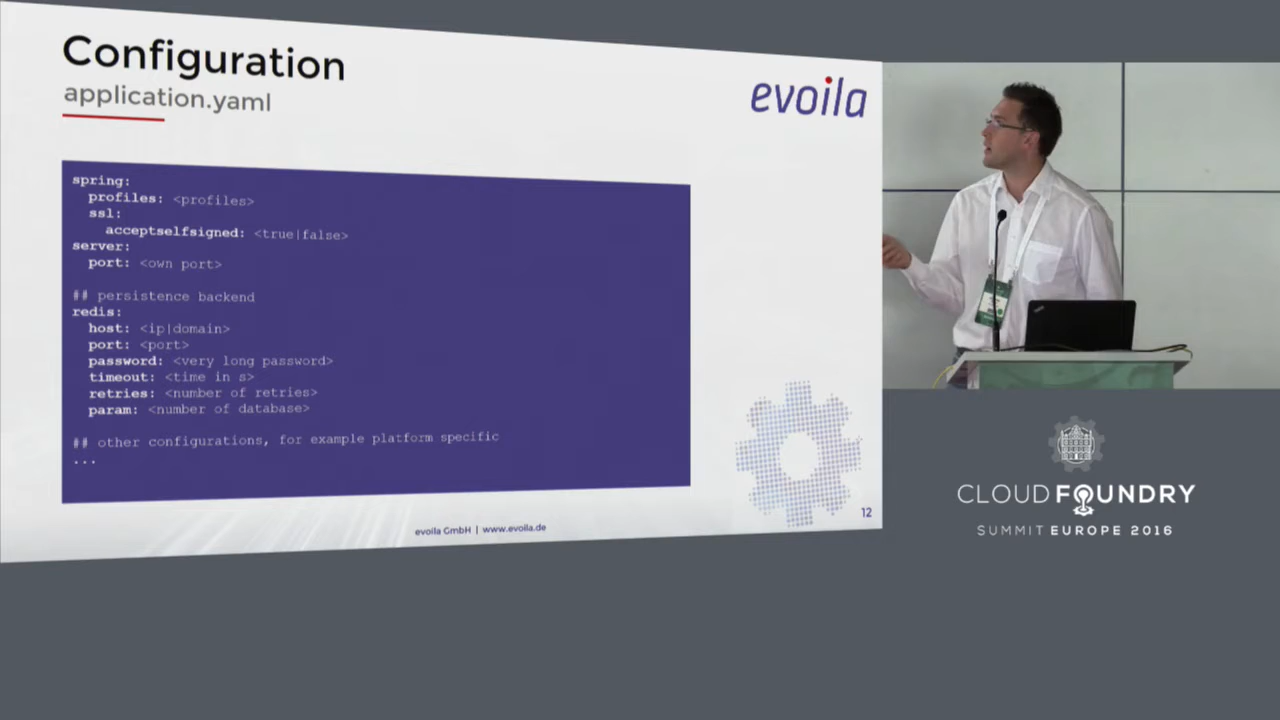 Configuration
application.yaml
evoila
spring:
profiles: <profiles>
ssl:
acceptselfsigned: <true|false>
server:
port: <own port>
## persistence backend
redis:
host: <ip|domain>
port: <port>
password: <very long password>
timeout: <time in s>
retries: <number of retries>
param: <number of database>
## other configurations, for example platform specific
...
evoila GmbH | www.evoila.de
12
CLOUD FOUNDRY
SUMMIT EUROPE 2016